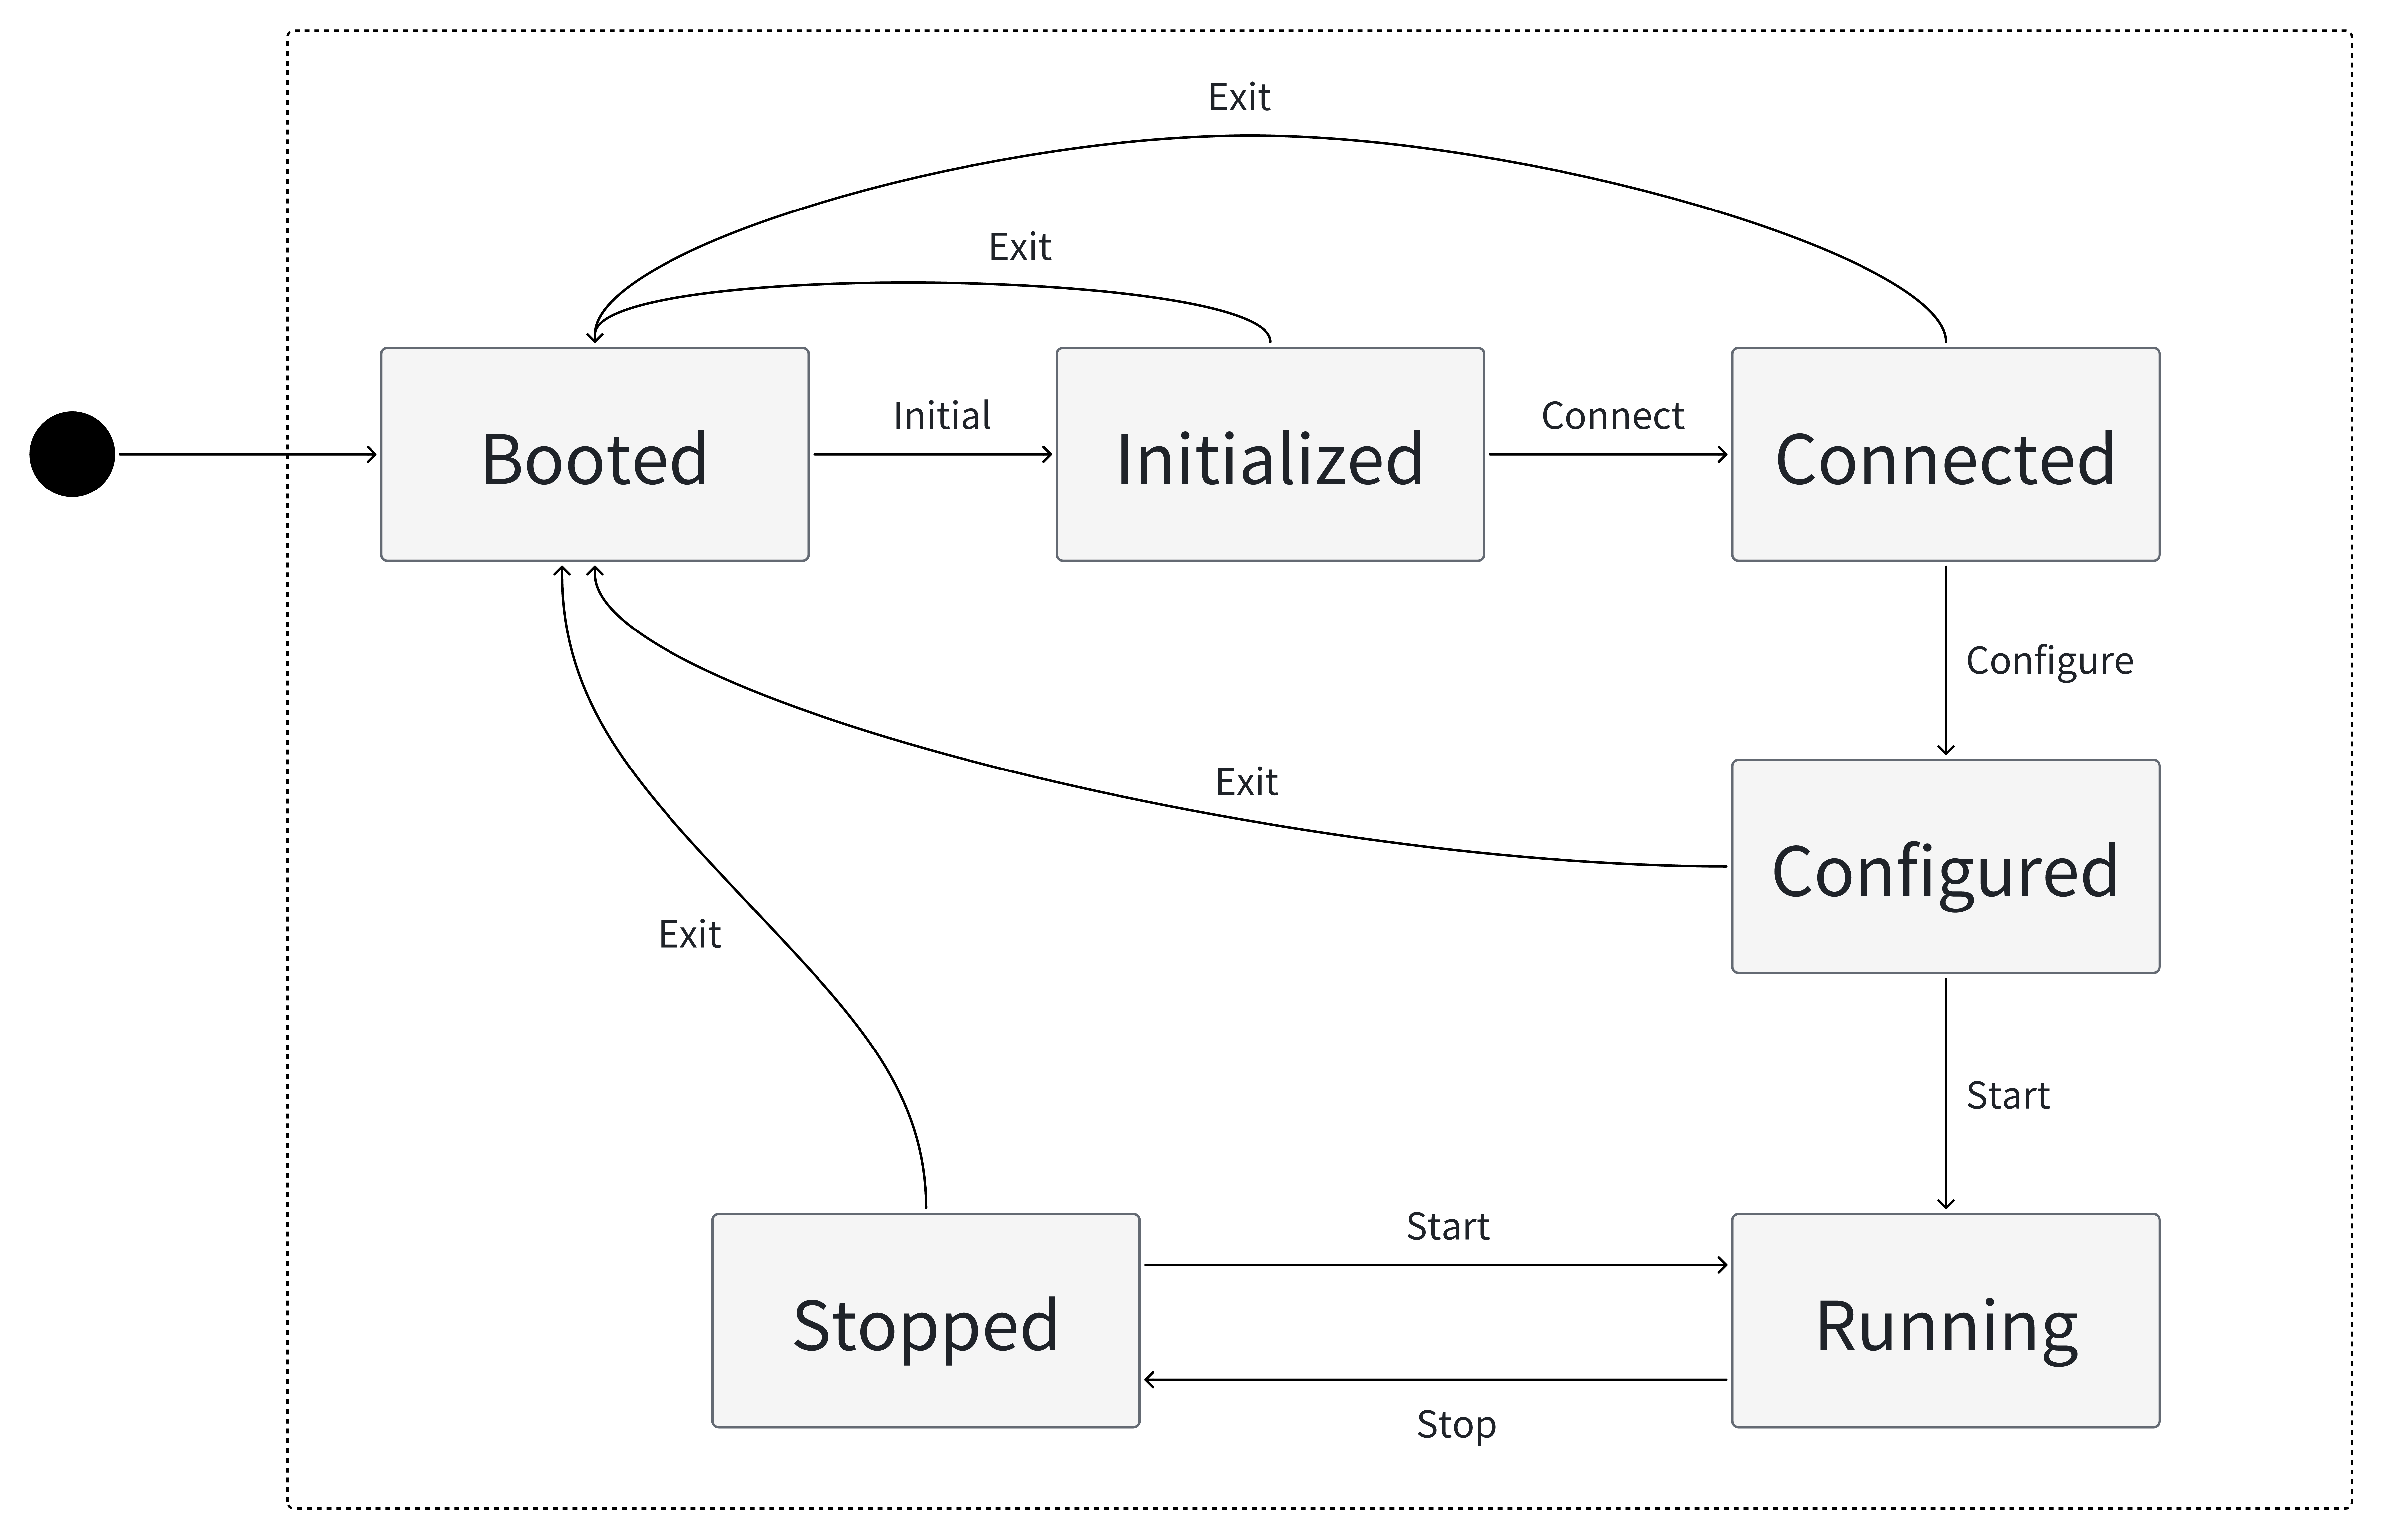 Exit
Exit
Initial
Connect
Booted
Initialized
Connected
Configure
Exit
Configured
Exit
Start
Start
Stopped
Running
Stop